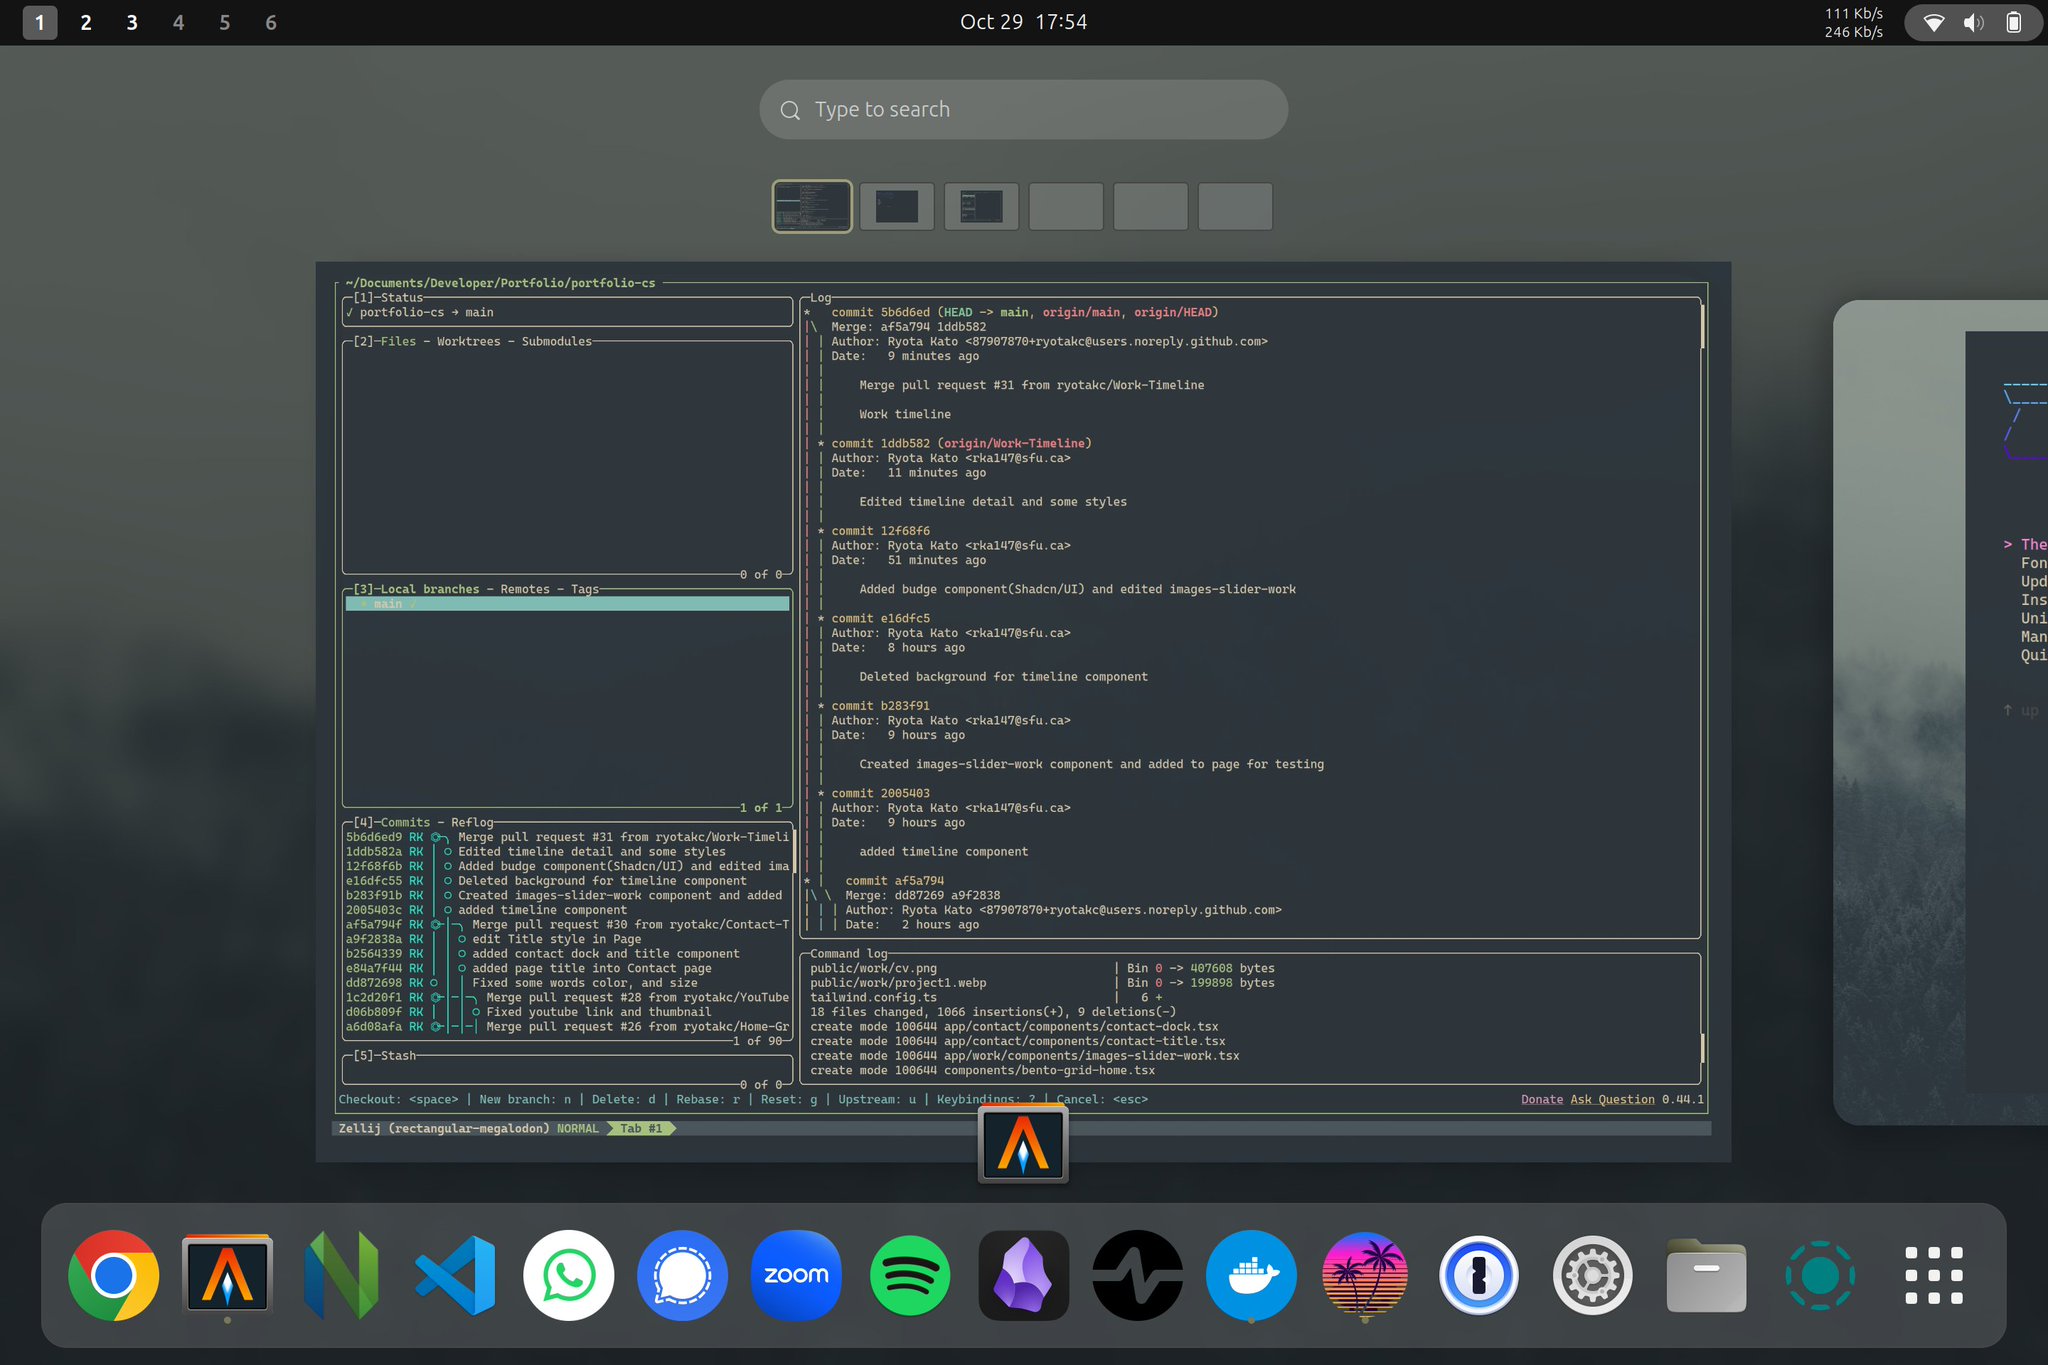 1 2 3 4 5 6
Oct 29 17:54
111 Kb/s
246 Kb/s
Type to search
~/Documents/Developer/Portfolio/portfolio-cs
[1]-Status
✓ portfolio-cs → main
[2]-Files - Worktrees - Submodules
0 of 0
[3]-Local branches - Remotes - Tags
* main ✓
1 of 1
[4]-Commits - Reflog
5b6d6ed9 RK Merge pull request #31 from ryotakc/Work-Timeli
1ddb582a RK Edited timeline detail and some styles
12f68f6b RK Added budge component(Shadcn/UI) and edited ima
e16dfc55 RK Deleted background for timeline component
b283f91b RK Created images-slider-work component and added
2005403c RK added timeline component
af5a794f RK Merge pull request #30 from ryotakc/Contact-T
a9f2838a RK edit Title style in Page
b2564339 RK added contact dock and title component
e84a7f44 RK added page title into Contact page
dd872698 RK Fixed some words color, and size
1c2d20f1 RK Merge pull request #28 from ryotakc/YouTube
d06b809f RK Fixed youtube link and thumbnail
a6d08afa RK Merge pull request #26 from ryotakc/Home-Gr
1 of 90
[5]-Stash
0 of 0
Log
* commit 5b6d6ed (HEAD -> main, origin/main, origin/HEAD)
Merge: af5a794 1ddb582
Author: Ryota Kato <87907870+ryotakc@users.noreply.github.com>
Date: 9 minutes ago
Merge pull request #31 from ryotakc/Work-Timeline
Work timeline
* commit 1ddb582 (origin/Work-Timeline)
Author: Ryota Kato <rka147@sfu.ca>
Date: 11 minutes ago
Edited timeline detail and some styles
* commit 12f68f6
Author: Ryota Kato <rka147@sfu.ca>
Date: 51 minutes ago
Added budge component(Shadcn/UI) and edited images-slider-work
* commit e16dfc5
Author: Ryota Kato <rka147@sfu.ca>
Date: 8 hours ago
Deleted background for timeline component
* commit b283f91
Author: Ryota Kato <rka147@sfu.ca>
Date: 9 hours ago
Created images-slider-work component and added to page for testing
* commit 2005403
Author: Ryota Kato <rka147@sfu.ca>
Date: 9 hours ago
added timeline component
* commit af5a794
Merge: dd87269 a9f2838
Author: Ryota Kato <87907870+ryotakc@users.noreply.github.com>
Date: 2 hours ago
Command log
public/work/cv.png | Bin 0 -> 407608 bytes
public/work/project1.webp | Bin 0 -> 199898 bytes
tailwind.config.ts | 6 +
18 files changed, 1066 insertions(+), 9 deletions(-)
create mode 100644 app/contact/components/contact-dock.tsx
create mode 100644 app/contact/components/contact-title.tsx
create mode 100644 app/work/components/images-slider-work.tsx
create mode 100644 components/bento-grid-home.tsx
Checkout: <space> | New branch: n | Delete: d | Rebase: r | Reset: g | Upstream: u | Keybindings: ? | Cancel: <esc>
Donate Ask Question 0.44.1
Zellij (rectangular-megalodon) NORMAL Tab #1
> The
Fon
Upd
Ins
Uni
Man
Qui
↑ up
zoom